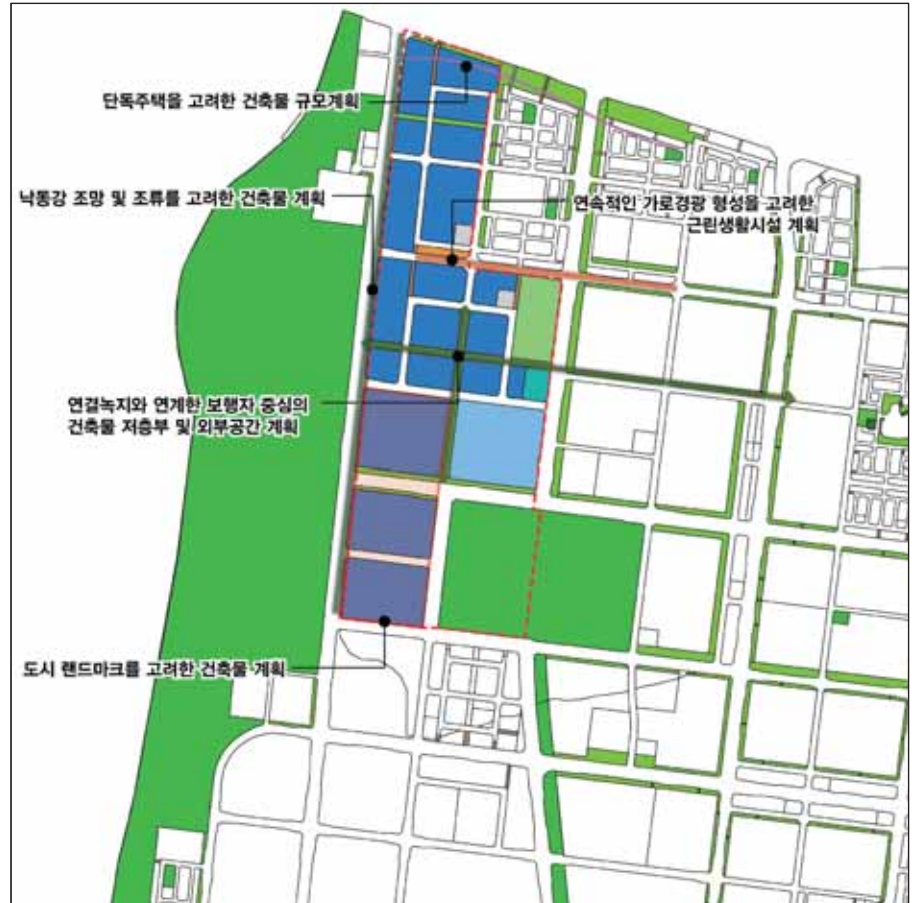 단독주택을 고려한 건축물 규모계획
낙동강 조망 및 조류를 고려한 건축물 계획
연속적인 가로경광 형성을 고려한
근린생활시설 계획
연결녹지와 연계한 보행자 중심의
건축물 저층부 및 외부공간 계획
도시 랜드마크를 고려한 건축물 계획